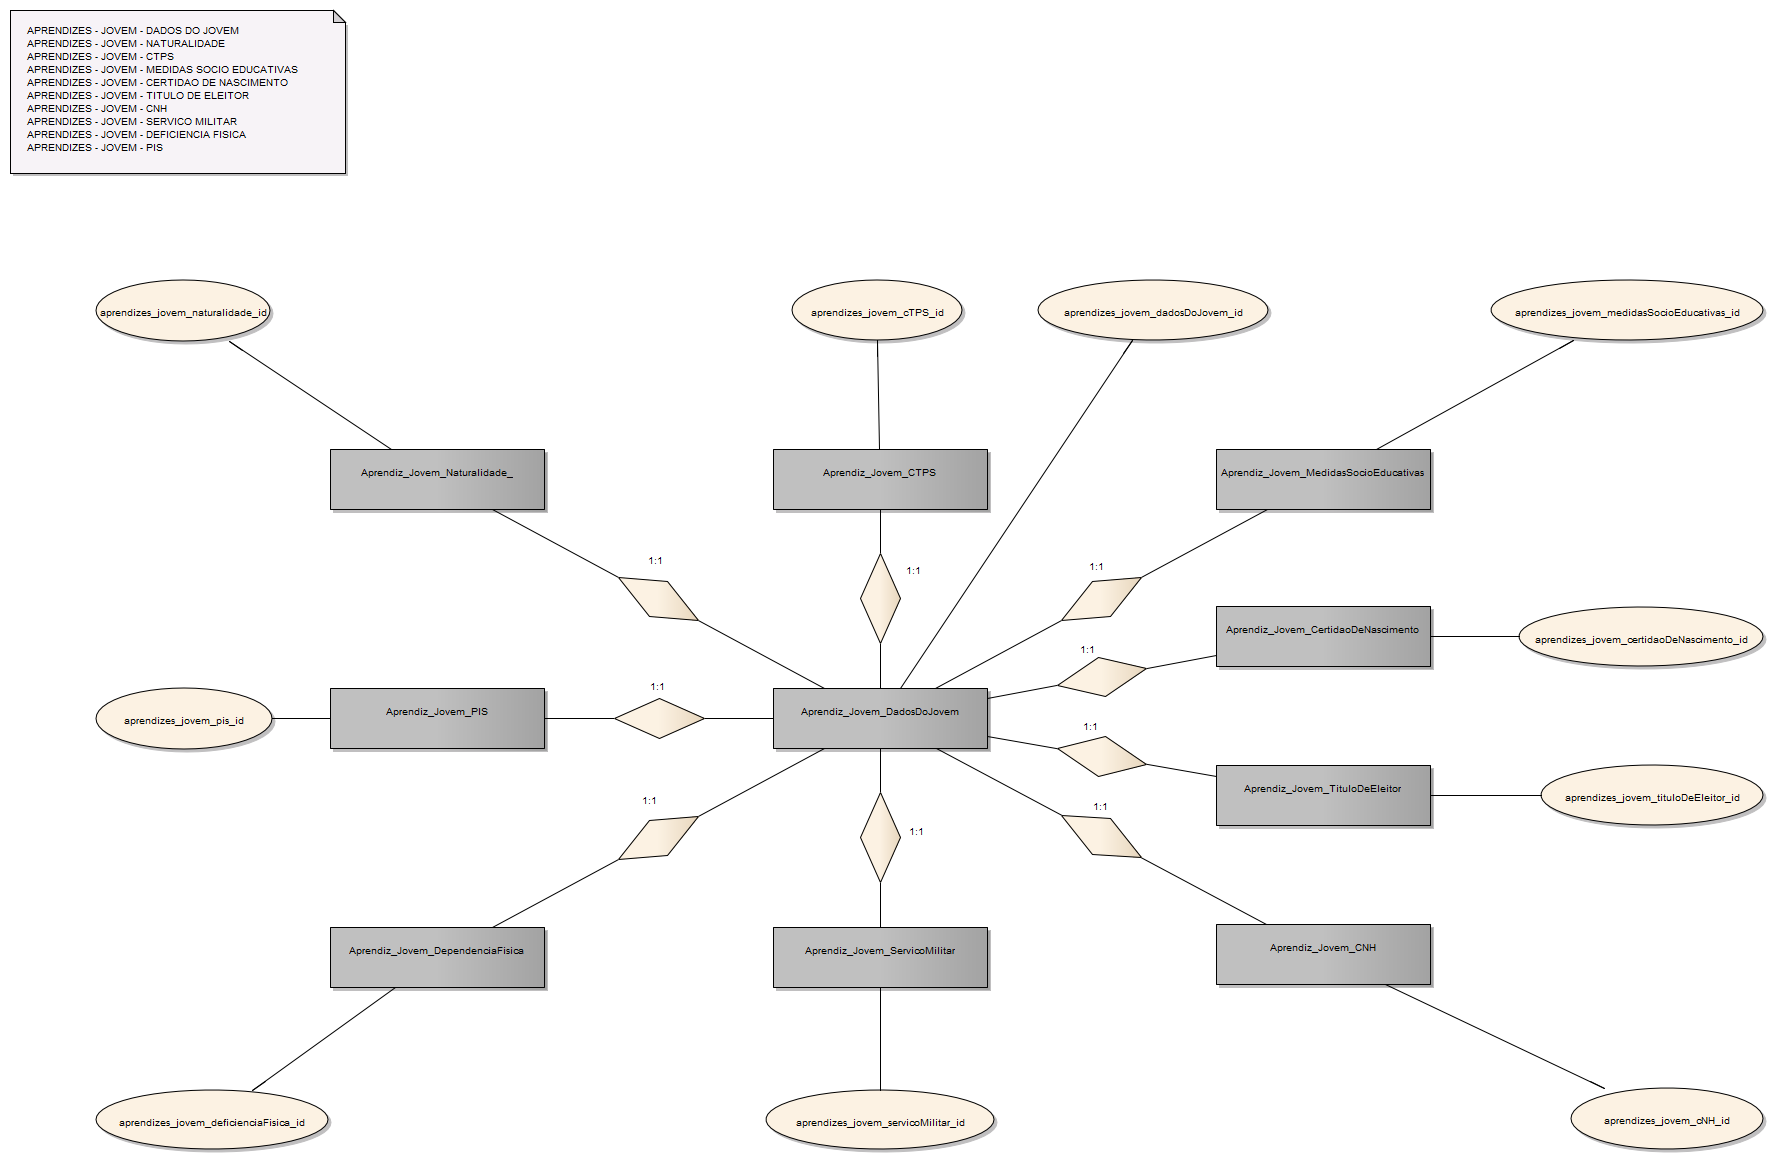 APRENDIZES - JOVEM - DADOS DO JOVEM
APRENDIZES - JOVEM - NATURALIDADE
APRENDIZES - JOVEM - CTPS
APRENDIZES - JOVEM - MEDIDAS SOCIO EDUCATIVAS
APRENDIZES - JOVEM - CERTIDAO DE NASCIMENTO
APRENDIZES - JOVEM - TITULO DE ELEITOR
APRENDIZES - JOVEM - CNH
APRENDIZES - JOVEM - SERVICO MILITAR
APRENDIZES - JOVEM - DEFICIENCIA FISICA
APRENDIZES - JOVEM - PIS
aprendizes_jovem_naturalidade_id
aprendizes_jovem_cTPS_id
aprendizes_jovem_dadosDoJovem_id
aprendizes_jovem_medidasSocioEducativas_id
Aprendiz_Jovem_Naturalidade_
Aprendiz_Jovem_CTPS
Aprendiz_Jovem_MedidasSocioEducativas
1:1
1:1
1:1
Aprendiz_Jovem_CertidaoDeNascimento
aprendizes_jovem_certidaoDeNascimento_id
1:1
1:1
aprendizes_jovem_pis_id
Aprendiz_Jovem_PIS
Aprendiz_Jovem_DadosDoJovem
1:1
Aprendiz_Jovem_TituloDeEleitor
aprendizes_jovem_tituloDeEleitor_id
1:1
1:1
1:1
Aprendiz_Jovem_DependenciaFisica
Aprendiz_Jovem_ServicoMilitar
Aprendiz_Jovem_CNH
aprendizes_jovem_deficienciaFisica_id
aprendizes_jovem_servicoMilitar_id
aprendizes_jovem_cNH_id